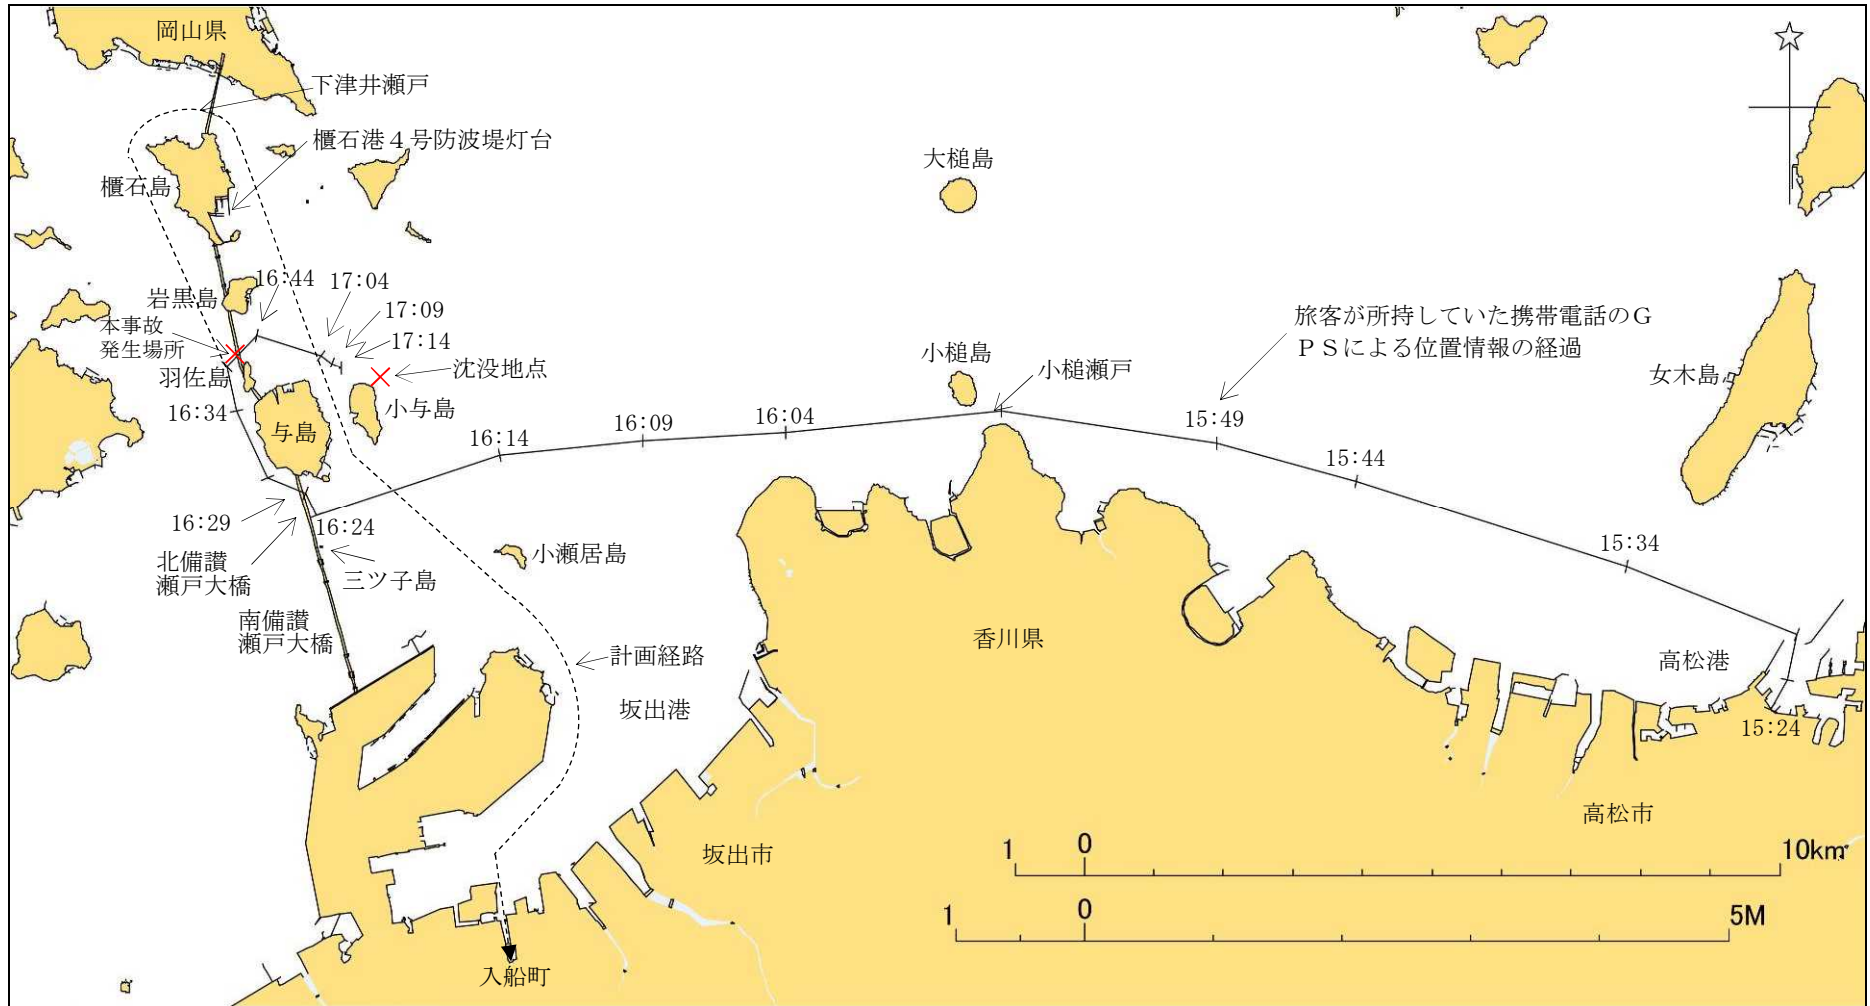 岡山県
下津井瀬戸
櫃石港４号防波堤灯台
櫃石島
大槌島
16:44
17:04
岩黒島
17:09
本事故
発生場所
17:14
旅客が所持していた携帯電話のＧ
ＰＳによる位置情報の経過
小槌島
小槌瀬戸
沈没地点
羽佐島
女木島
小与島
16:34
与島
16:14
16:09
16:04
15:49
15:44
16:29
16:24
北備讃
瀬戸大橋
三ツ子島
小瀬居島
15:34
南備讃
瀬戸大橋
計画経路
香川県
高松港
坂出港
15:24
高松市
坂出市
1 0 10km
1 0 5M
入船町